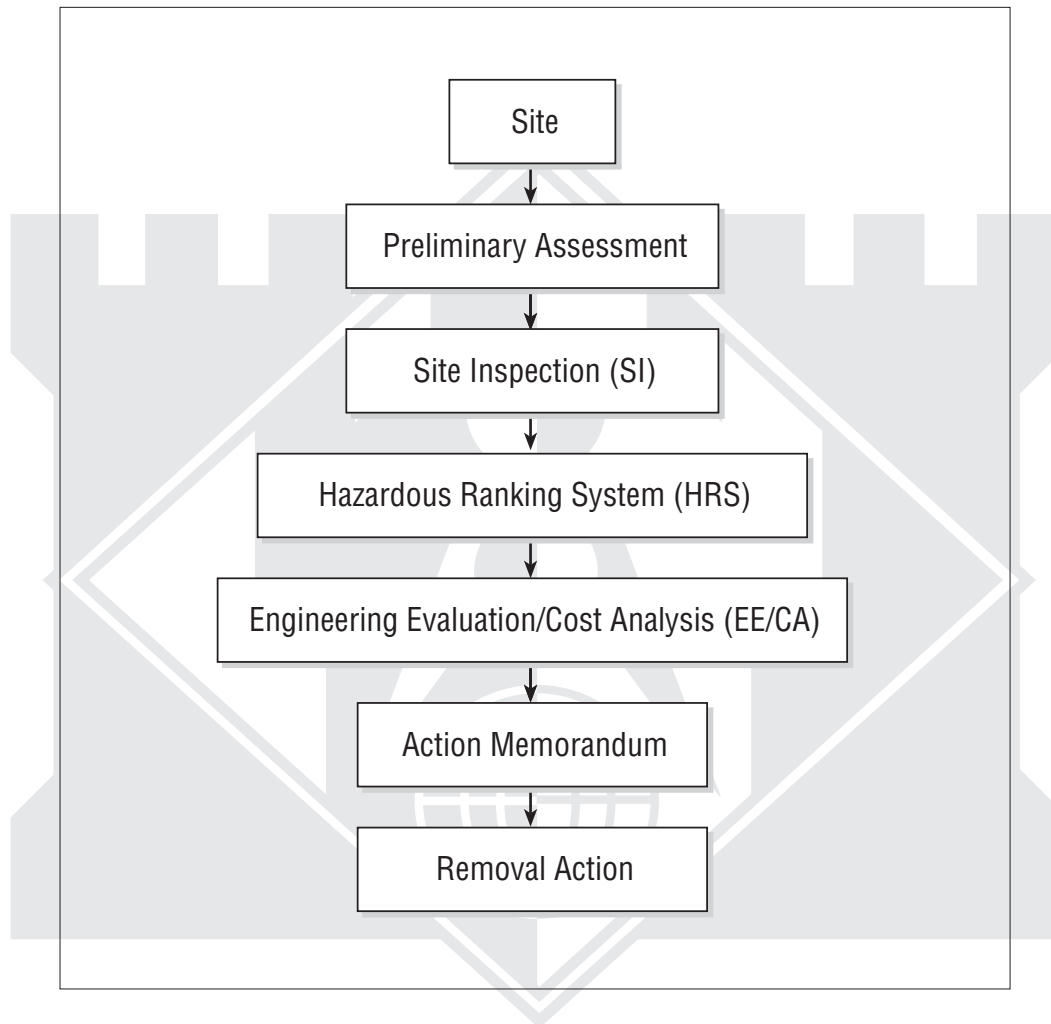 Site
Preliminary Assessment
Site Inspection (SI)
Hazardous Ranking System (HRS)
Engineering Evaluation/Cost Analysis (EE/CA)
Action Memorandum
Removal Action